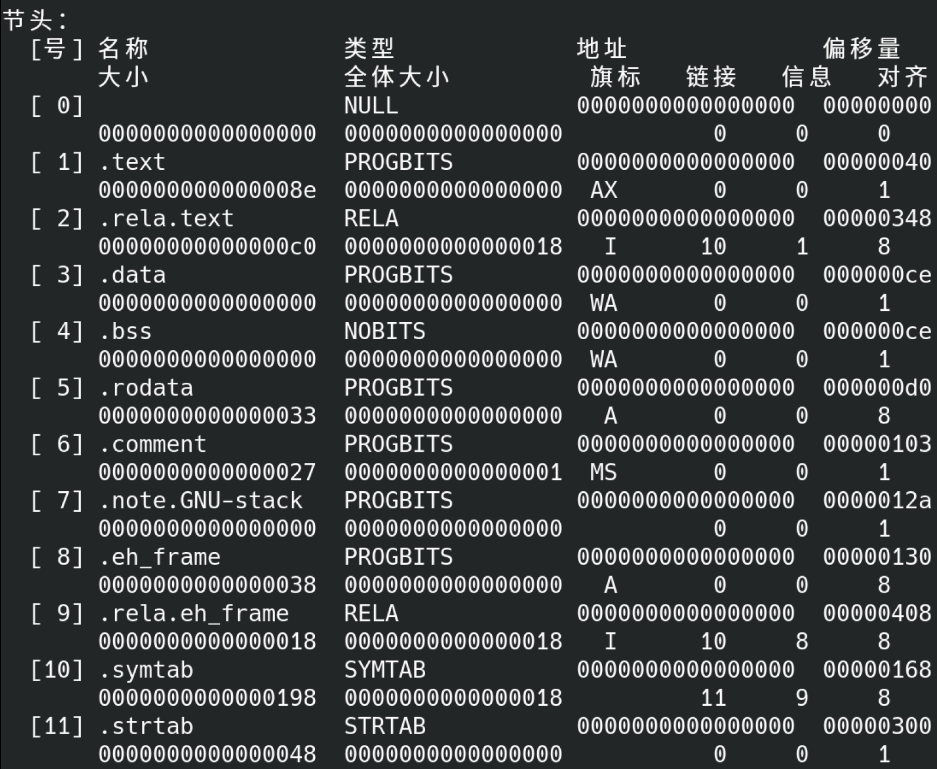 节头：
[号] 名称 类型 地址 偏移量
大小 全体大小 旗标 链接 信息 对齐
[ 0] NULL 0000000000000000 00000000
0000000000000000 0000000000000000 0 0 0
[ 1] .text PROGBITS 0000000000000000 00000040
000000000000008e 0000000000000000 AX 0 0 1
[ 2] .rela.text RELA 0000000000000000 00000348
00000000000000c0 0000000000000018 I 10 1 8
[ 3] .data PROGBITS 0000000000000000 000000ce
0000000000000000 0000000000000000 WA 0 0 1
[ 4] .bss NOBITS 0000000000000000 000000ce
0000000000000000 0000000000000000 WA 0 0 1
[ 5] .rodata PROGBITS 0000000000000000 000000d0
0000000000000033 0000000000000000 A 0 0 8
[ 6] .comment PROGBITS 0000000000000000 00000103
0000000000000027 0000000000000001 MS 0 0 1
[ 7] .note.GNU-stack PROGBITS 0000000000000000 0000012a
0000000000000000 0000000000000000 0 0 1
[ 8] .eh_frame PROGBITS 0000000000000000 00000130
0000000000000038 0000000000000000 A 0 0 8
[ 9] .rela.eh_frame RELA 0000000000000000 00000408
0000000000000018 0000000000000018 I 10 8 8
[10] .symtab SYMTAB 0000000000000000 00000168
0000000000000198 0000000000000018 11 9 8
[11] .strtab STRTAB 0000000000000000 00000300
0000000000000048 0000000000000000 0 0 1